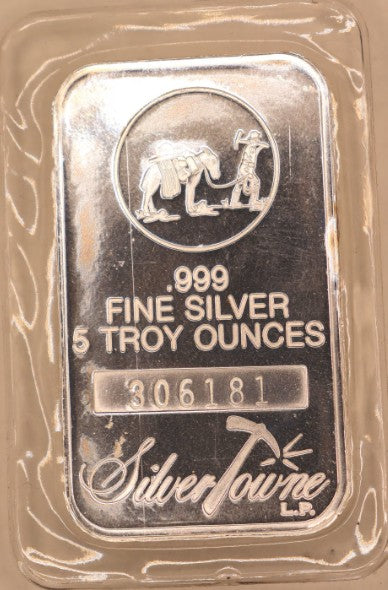 .999
FINE SILVER
5 TROY OUNCES
306181
SilverTowne
L.P.